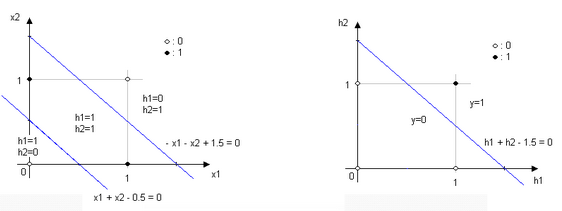 x2
: 0
: 1
1
h1=0
h2=1
h1=1
h2=1
h1=1
h2=0
- x1 - x2 + 1.5 = 0
0
1
x1
x1 + x2 - 0.5 = 0
h2
: 0
: 1
1
y=1
y=0
h1 + h2 - 1.5 = 0
0
1
h1